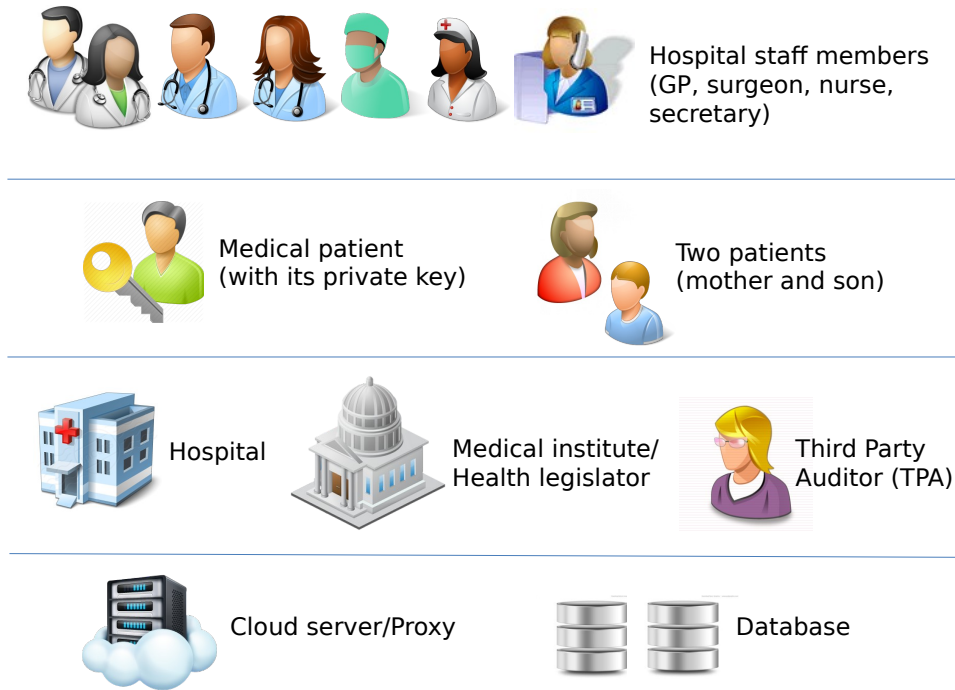 Hospital staff members
(GP, surgeon, nurse,
secretary)
Medical patient
(with its private key)
Two patients
(mother and son)
Hospital
Medical institute/
Health legislator
Third Party
Auditor (TPA)
Cloud server/Proxy
Database